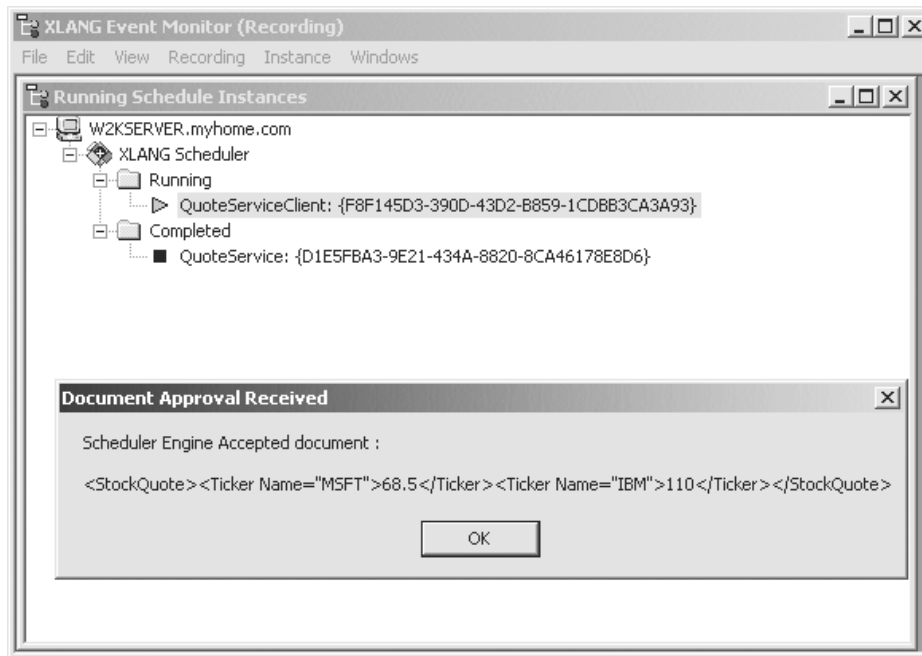 XLANG Event Monitor (Recording)
File Edit View Recording Instance Windows
Running Schedule Instances
W2KSERVER.myhome.com
XLANG Scheduler
Running
QuoteServiceClient: {F8F145D3-390D-43D2-B859-1CDBB3CA3A93}
Completed
QuoteService: {D1E5FBA3-9E21-434A-8820-8CA46178E8D6}
Document Approval Received
Scheduler Engine Accepted document :
<StockQuote><Ticker Name="MSFT">68.5</Ticker><Ticker Name="IBM">110</Ticker></StockQuote>
OK